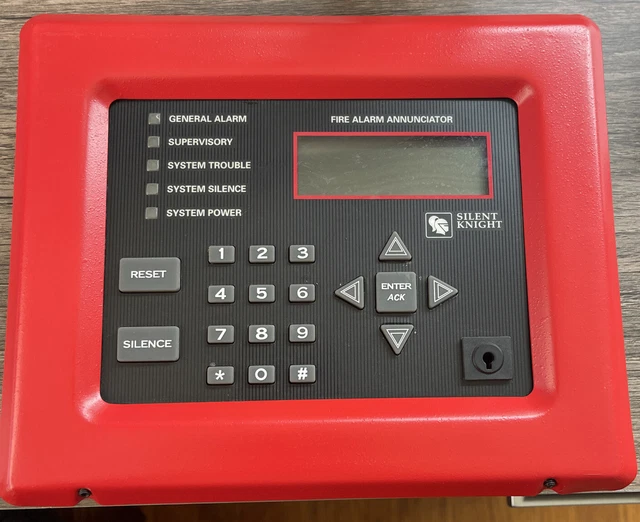 GENERAL ALARM
SUPERVISORY
SYSTEM TROUBLE
SYSTEM SILENCE
SYSTEM POWER
FIRE ALARM ANNUNCIATOR
SILENT
KNIGHT
RESET
SILENCE
1 2 3
4 5 6
7 8 9
* 0 #
ENTER
ACK